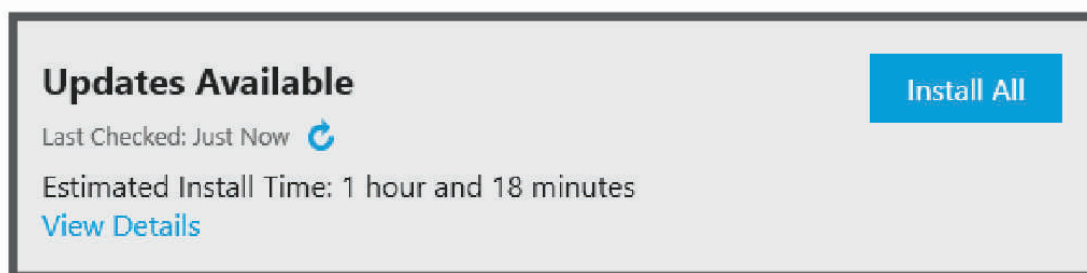 Updates Available
Install All
Last Checked: Just Now
Estimated Install Time: 1 hour and 18 minutes
View Details